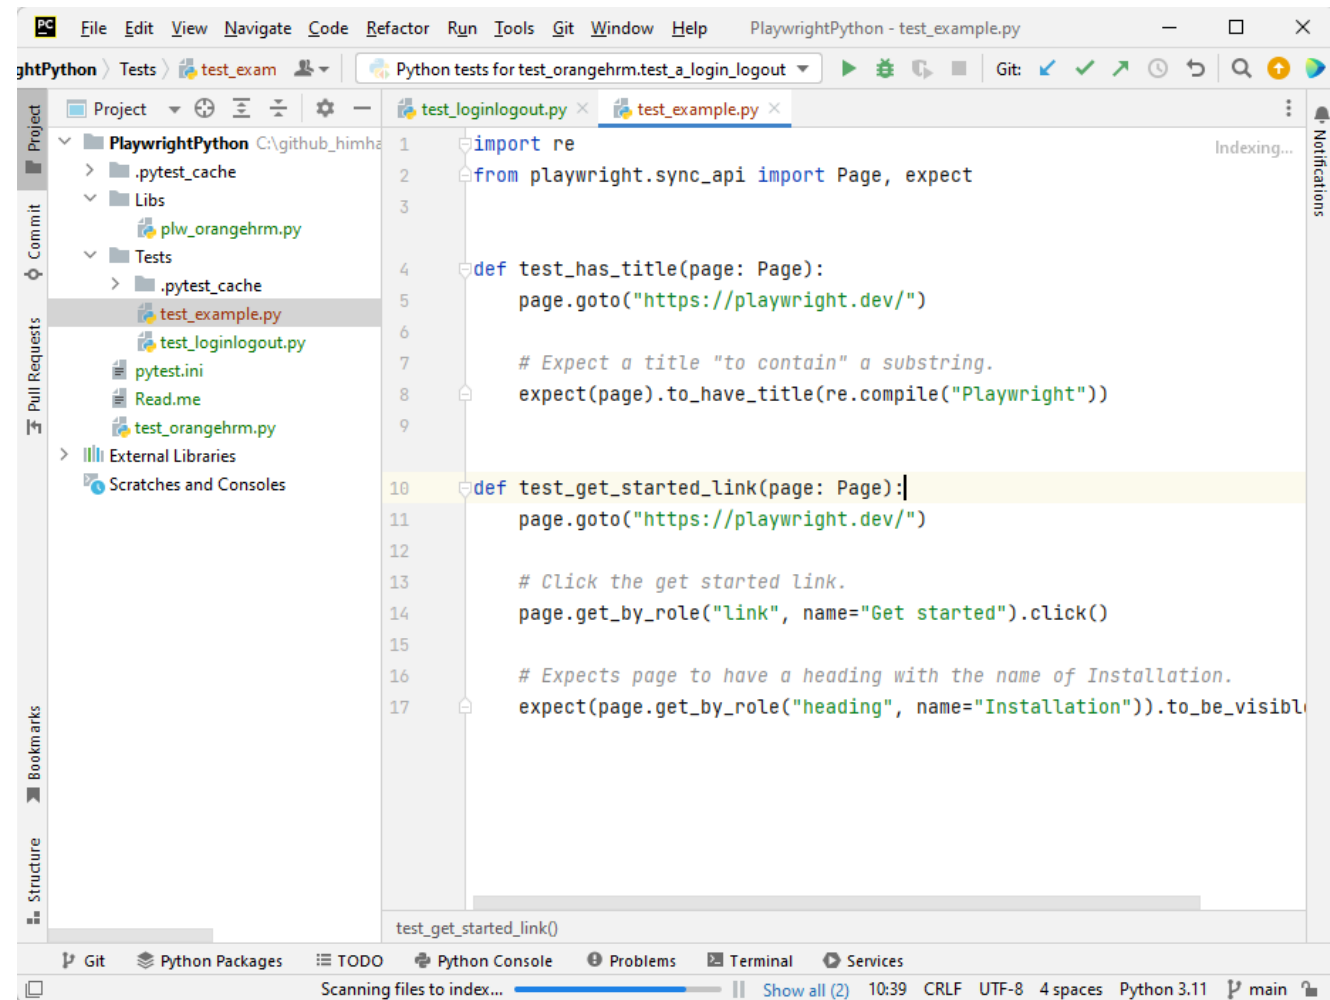 PC File Edit View Navigate Code Refactor Run Tools Git Window Help PlaywrightPython - test_example.py
ghtPython Tests test_exam Python tests for test_orangehrm.test_a_login_logout Git:
Project test_loginlogout.py test_example.py
PlaywrightPython C:\github_himha
.pytest_cache
Libs
plw_orangehrm.py
Tests
.pytest_cache
test_example.py
test_loginlogout.py
pytest.ini
Read.me
test_orangehrm.py
External Libraries
Scratches and Consoles
Project
Commit
Pull Requests
Bookmarks
Structure
1 import re
2 from playwright.sync_api import Page, expect
3
4 def test_has_title(page: Page):
5 page.goto("https://playwright.dev/")
6
7 # Expect a title "to contain" a substring.
8 expect(page).to_have_title(re.compile("Playwright"))
9
10 def test_get_started_link(page: Page):
11 page.goto("https://playwright.dev/")
12
13 # Click the get started link.
14 page.get_by_role("link", name="Get started").click()
15
16 # Expects page to have a heading with the name of Installation.
17 expect(page.get_by_role("heading", name="Installation")).to_be_visibl
Indexing...
Notifications
test_get_started_link()
Git Python Packages TODO Python Console Problems Terminal Services
Scanning files to index... Show all (2) 10:39 CRLF UTF-8 4 spaces Python 3.11 main